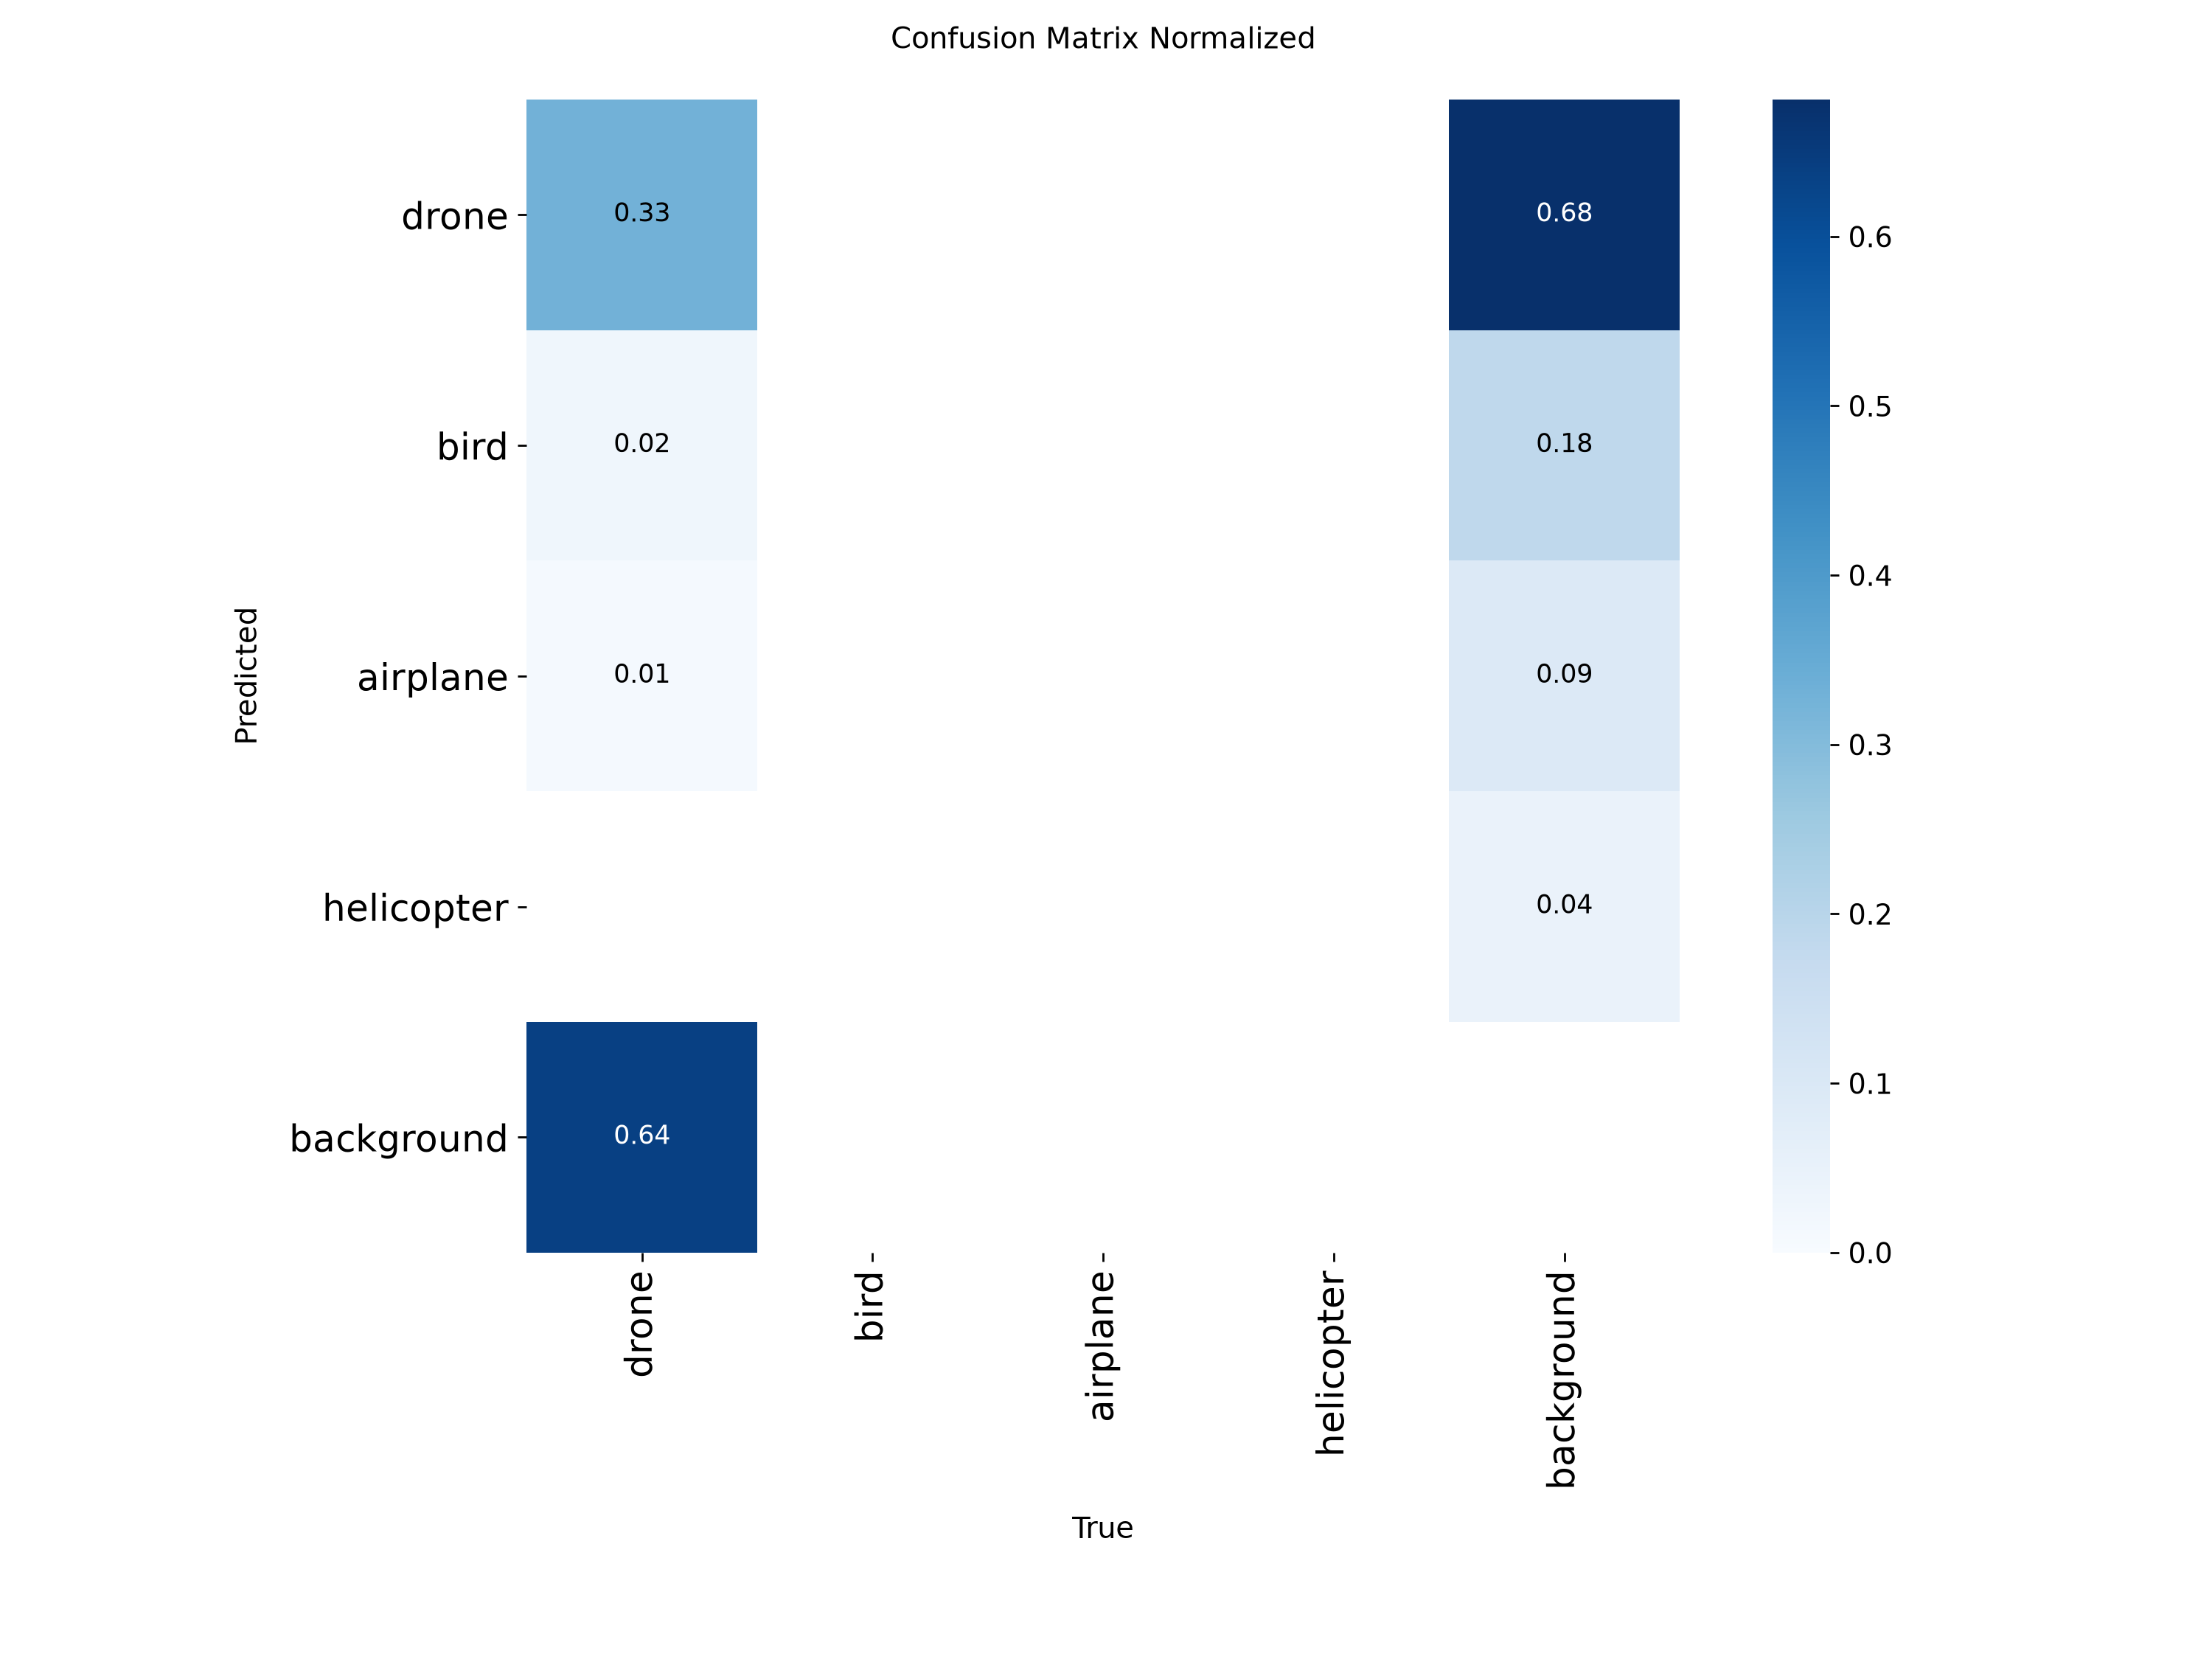 Confusion Matrix Normalized
drone
0.33
0.68
bird
0.02
0.18
airplane
0.01
0.09
helicopter
0.04
background
0.64
Predicted
drone
bird
airplane
helicopter
background
True
0.6
0.5
0.4
0.3
0.2
0.1
0.0